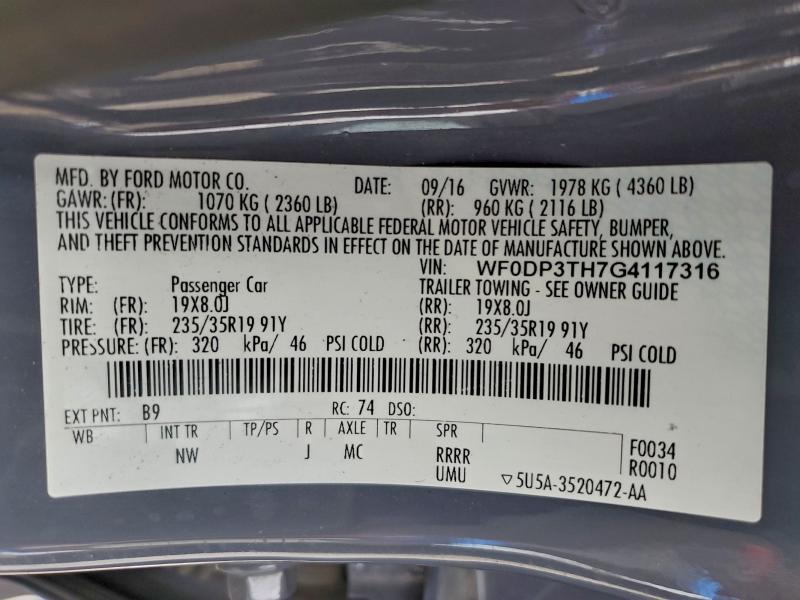 MFD. BY FORD MOTOR CO. DATE: 09/16 GVWR: 1978 KG ( 4360 LB)
GAWR: (FR): 1070 KG ( 2360 LB) (RR): 960 KG ( 2116 LB)
THIS VEHICLE CONFORMS TO ALL APPLICABLE FEDERAL MOTOR VEHICLE SAFETY, BUMPER,
AND THEFT PREVENTION STANDARDS IN EFFECT ON THE DATE OF MANUFACTURE SHOWN ABOVE.
VIN: WF0DP3TH7G4117316
TYPE: Passenger Car TRAILER TOWING - SEE OWNER GUIDE
RIM: (FR): 19X8.0J (RR): 19X8.0J
TIRE: (FR): 235/35R19 91Y (RR): 235/35R19 91Y
PRESSURE: (FR): 320 kPa/ 46 PSI COLD (RR): 320 kPa/ 46 PSI COLD
EXT PNT: B9 RC: 74 DSO:
WB INT TR TP/PS R AXLE TR SPR
NW J MC RRRR F0034
UMU R0010
5U5A-3520472-AA